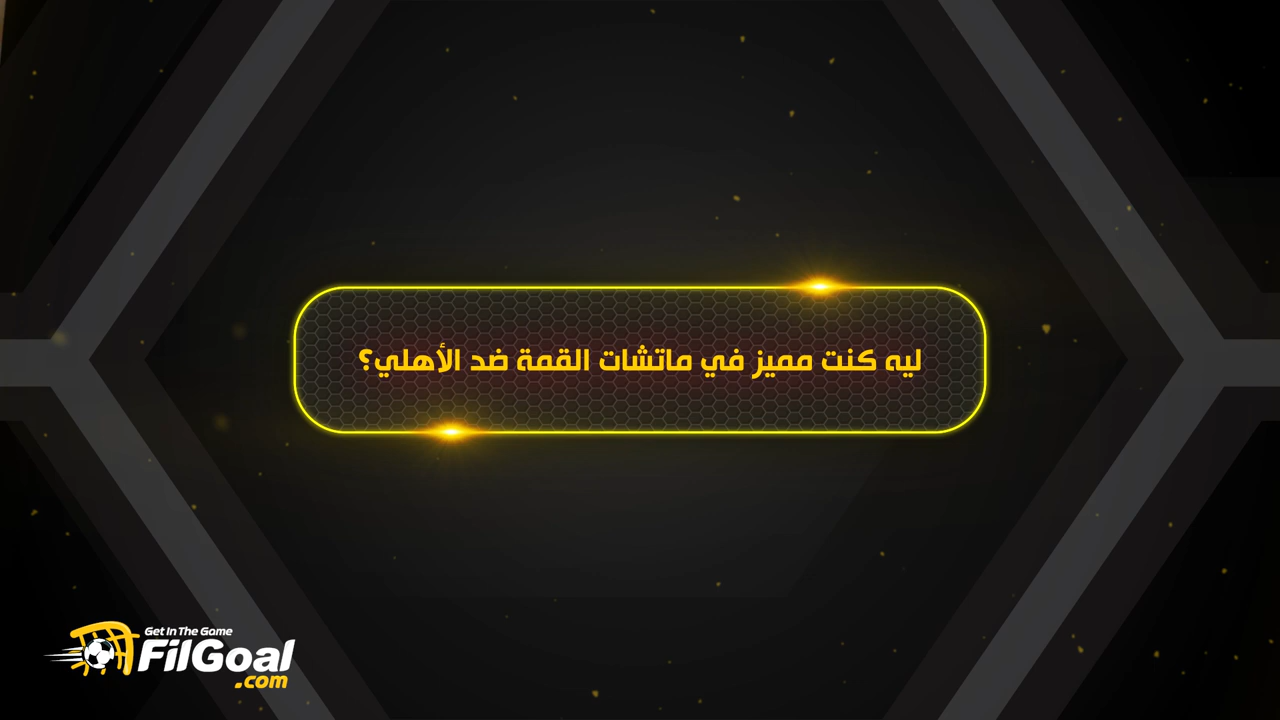 ليه كنت مميز في ماتشات القمة ضد الأهلي؟
Get In The Game
FilGoal
.com